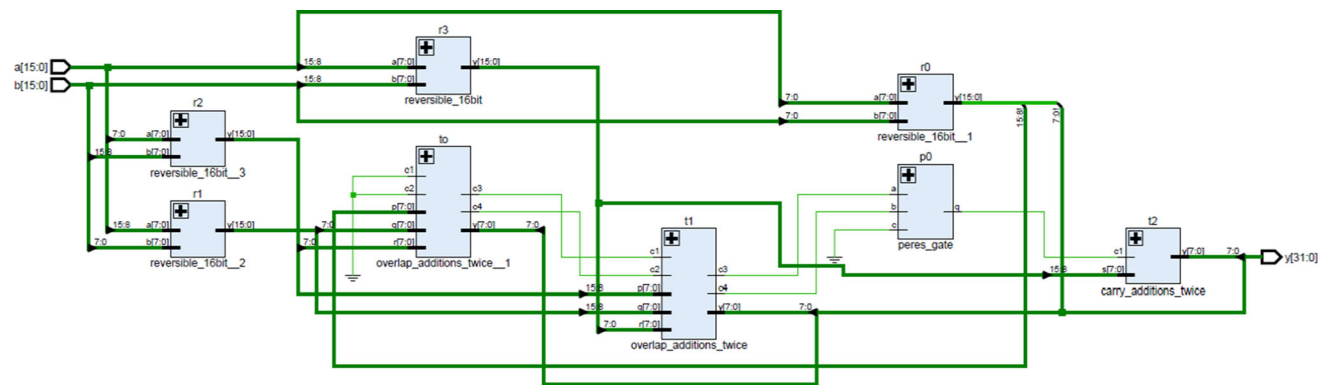 a[15:0]
b[15:0]
r3
15:8
a[7:0]
y[15:0]
15:8
b[7:0]
reversible_16bit
r2
7:0
a[7:0]
y[15:0]
15:8
b[7:0]
reversible_16bit__3
r1
15:8
a[7:0]
y[15:0]
7:0
b[7:0]
reversible_16bit__2
to
c1
c2
c3
c4
p[7:0]
7:0
q[7:0]
y[7:0]
7:0
7:0
r[7:0]
overlap_additions_twice__1
t1
c1
c2
c3
c4
15:8
p[7:0]
15:8
q[7:0]
y[7:0]
7:0
7:0
r[7:0]
overlap_additions_twice
r0
7:0
a[7:0]
y[15:0]
7:0
b[7:0]
reversible_16bit__1
15:8
7:0
p0
a
b
q
c
peres_gate
t2
c1
y[7:0]
7:0
15:8
s[7:0]
carry_additions_twice
y[31:0]